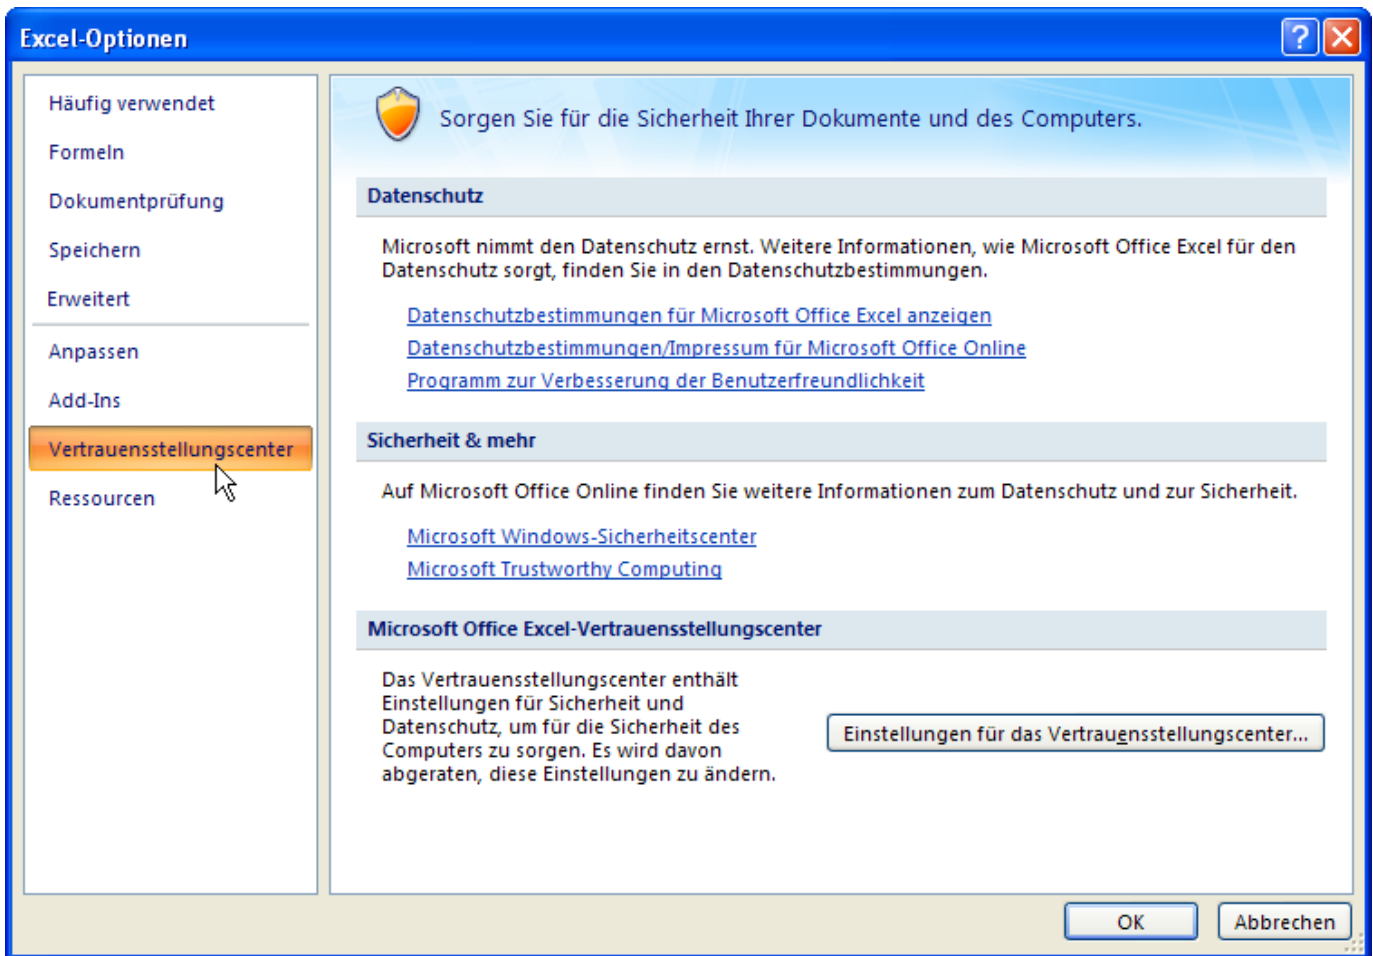 Excel-Optionen
Häufig verwendet
Formeln
Dokumentprüfung
Speichern
Erweitert
Anpassen
Add-Ins
Vertrauensstellungscenter
Ressourcen
Sorgen Sie für die Sicherheit Ihrer Dokumente und des Computers.
Datenschutz
Microsoft nimmt den Datenschutz ernst. Weitere Informationen, wie Microsoft Office Excel für den
Datenschutz sorgt, finden Sie in den Datenschutzbestimmungen.
Datenschutzbestimmungen für Microsoft Office Excel anzeigen
Datenschutzbestimmungen/Impressum für Microsoft Office Online
Programm zur Verbesserung der Benutzerfreundlichkeit
Sicherheit & mehr
Auf Microsoft Office Online finden Sie weitere Informationen zum Datenschutz und zur Sicherheit.
Microsoft Windows-Sicherheitscenter
Microsoft Trustworthy Computing
Microsoft Office Excel-Vertrauensstellungscenter
Das Vertrauensstellungscenter enthält
Einstellungen für Sicherheit und
Datenschutz, um für die Sicherheit des
Computers zu sorgen. Es wird davon
abgeraten, diese Einstellungen zu ändern.
Einstellungen für das Vertrauensstellungscenter...
OK
Abbrechen